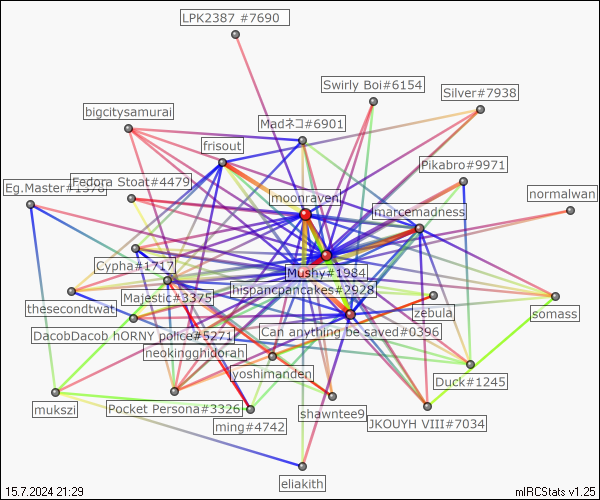 LPK2387 #7690
Swirly Boi#6154
Silver#7938
bigcitysamurai
Madネコ#6901
frisout
Pikabro#9971
Fedora Stoat#4479
Eg.Master#1373
normalwan
moonraven
marcemadness
Cypha#1717
Mushy#1984
hispancpancakes#2928
Majestic#3375
thesecondtwat
zebula
somass
Can anything be saved#0396
DacobDacob hORNY police#5271
neokingghidorah
yoshimanden
Duck#1245
mukszi
Pocket Persona#3326
shawntee9
JKOUYH VIII#7034
ming#4742
eliakith
15.7.2024 21:29
mIRCStats v1.25